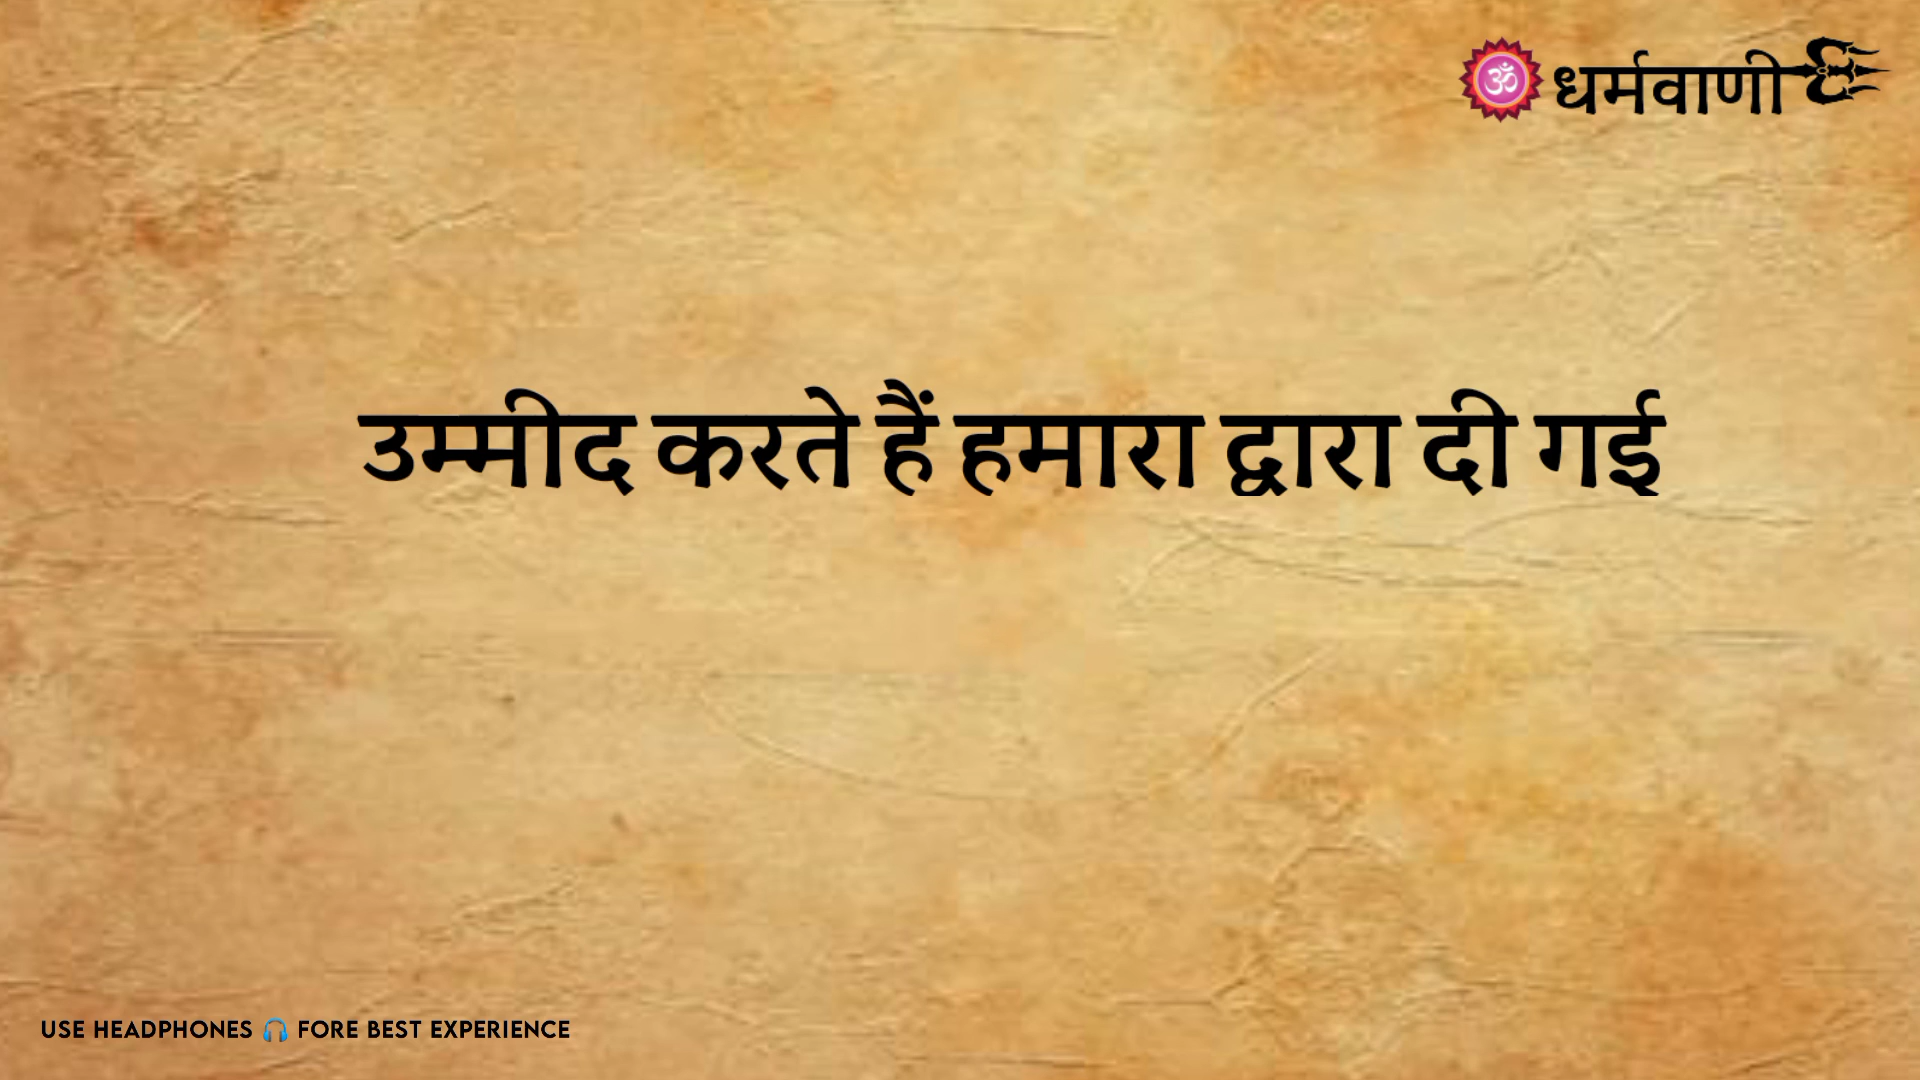 ॐ धर्मवाणी
उम्मीद करते हैं हमारा द्वारा दी गई
USE HEADPHONES 🎧 FORE BEST EXPERIENCE